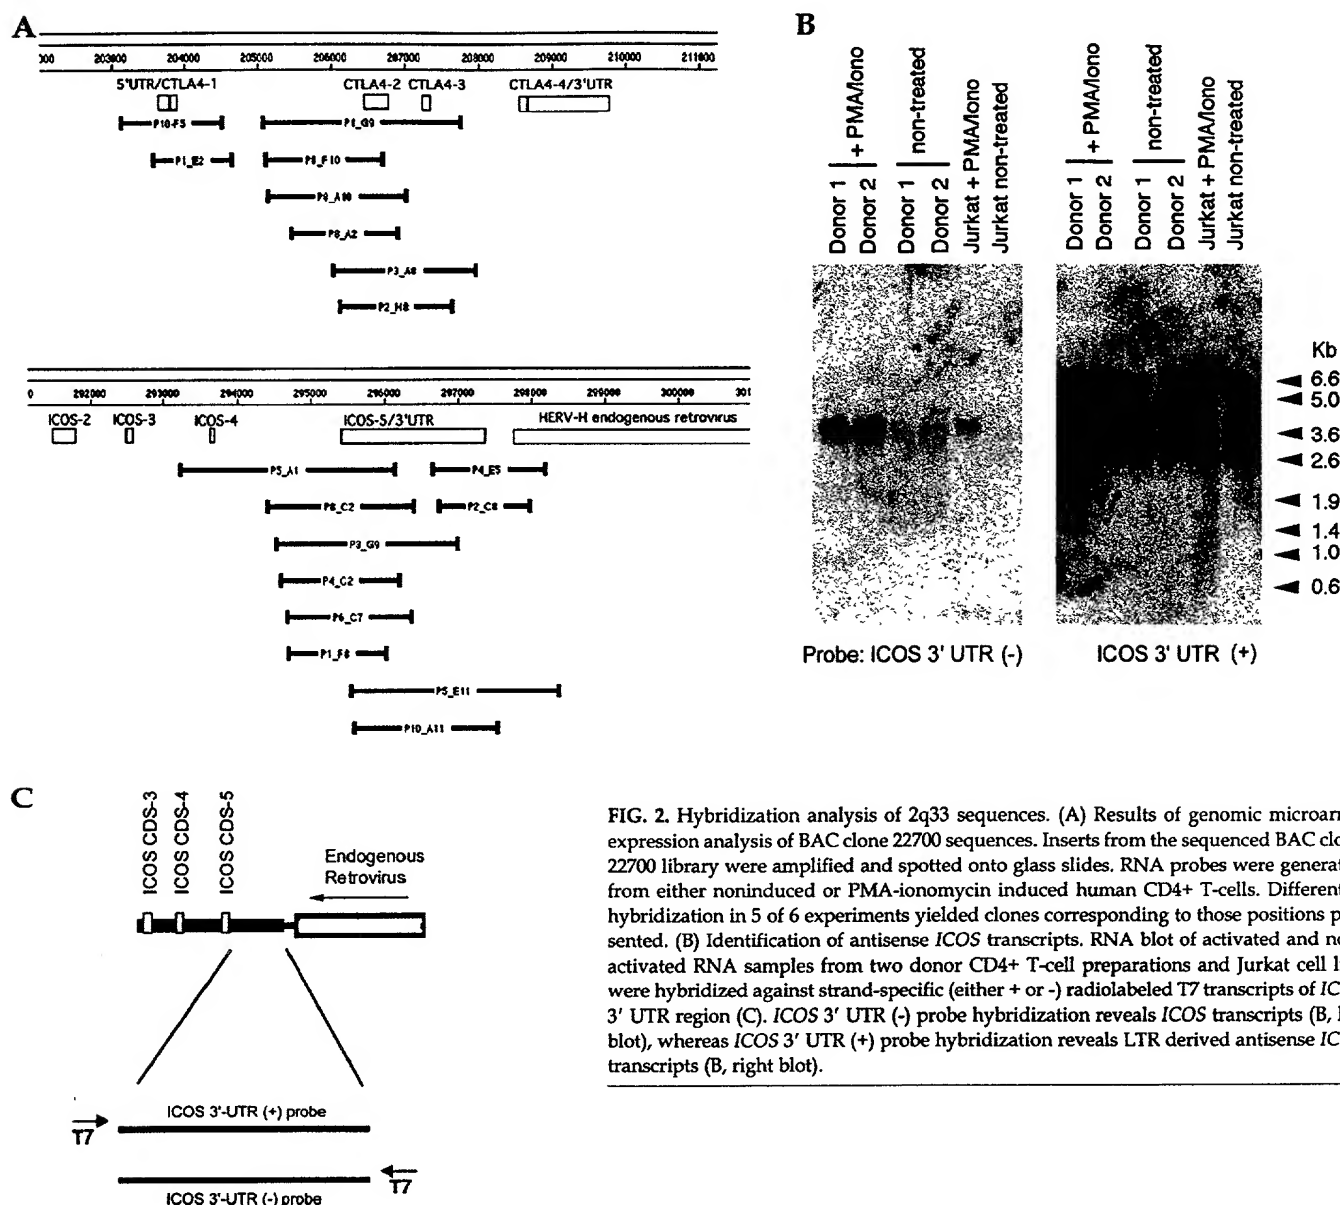 A
000 203000 204000 205000 206000 207000 208000 209000 210000 211000
5'UTR/CTLA4-1 CTLA4-2 CTLA4-3 CTLA4-4/3'UTR
P10-F5 P1_G9
P1_E2 P8_F10
P9_A10
P8_A2
P3_A8
P2_H8
0 292000 293000 294000 295000 296000 297000 298000 299000 300000 301
ICOS-2 ICOS-3 ICOS-4 ICOS-5/3'UTR HERV-H endogenous retrovirus
P5_A1 P4_E5
P8_C2 P2_C8
P3_G9
P4_C2
P6_C7
P1_F8
P5_E11
P10_A11
B
+ PMA/Iono
non-treated
Donor 1
Donor 2
Donor 1
Donor 2
Jurkat + PMA/Iono
Jurkat non-treated
+ PMA/Iono
non-treated
Donor 1
Donor 2
Donor 1
Donor 2
Jurkat + PMA/Iono
Jurkat non-treated
Kb
6.6
5.0
3.6
2.6
1.9
1.4
1.0
0.6
Probe: ICOS 3' UTR (-)
ICOS 3' UTR (+)
C
ICOS CDS-3
ICOS CDS-4
ICOS CDS-5
Endogenous
Retrovirus
ICOS 3'-UTR (+) probe
T7
T7
ICOS 3'-UTR (-) probe
FIG. 2. Hybridization analysis of 2q33 sequences. (A) Results of genomic microarr
expression analysis of BAC clone 22700 sequences. Inserts from the sequenced BAC clo
22700 library were amplified and spotted onto glass slides. RNA probes were generat
from either noninduced or PMA-ionomycin induced human CD4+ T-cells. Different
hybridization in 5 of 6 experiments yielded clones corresponding to those positions p
sented. (B) Identification of antisense ICOS transcripts. RNA blot of activated and no
activated RNA samples from two donor CD4+ T-cell preparations and Jurkat cell li
were hybridized against strand-specific (either + or -) radiolabeled T7 transcripts of IC
3' UTR region (C). ICOS 3' UTR (-) probe hybridization reveals ICOS transcripts (B, l
blot), whereas ICOS 3' UTR (+) probe hybridization reveals LTR derived antisense IC
transcripts (B, right blot).